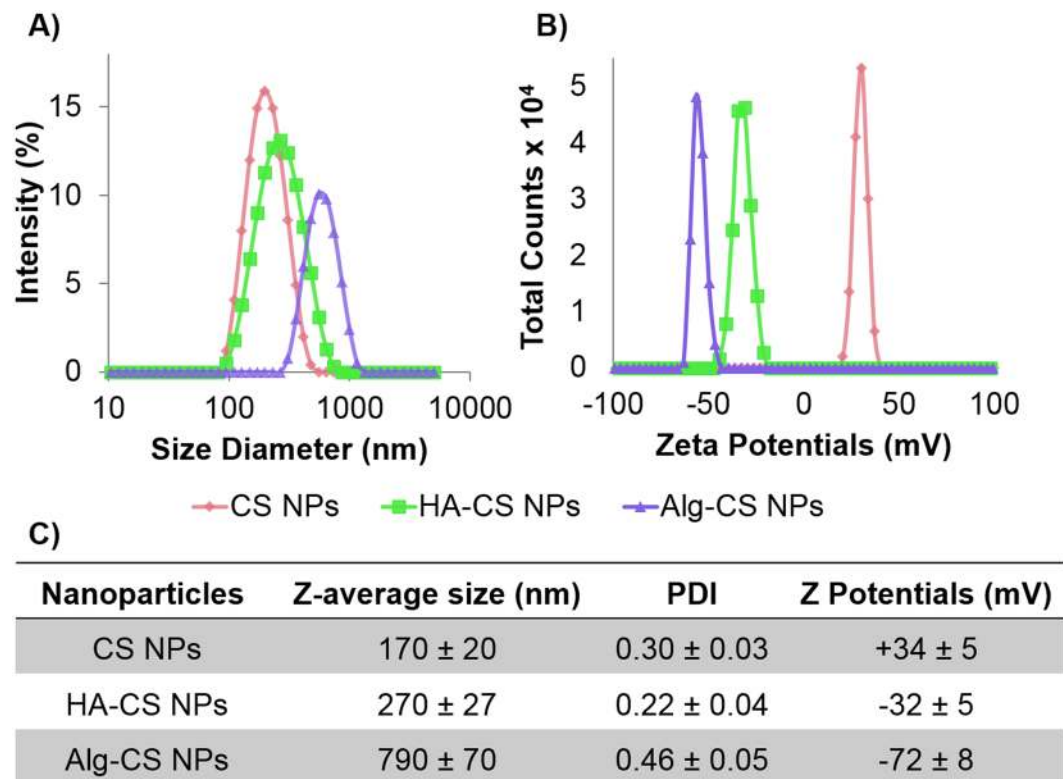 A)
Intensity (%)
15
10
5
0
10 100 1000 10000
Size Diameter (nm)
B)
Total Counts x 10⁴
5
4
3
2
1
0
-100 -50 0 50 100
Zeta Potentials (mV)
CS NPs HA-CS NPs Alg-CS NPs
C)
Nanoparticles Z-average size (nm) PDI Z Potentials (mV)
CS NPs 170 ± 20 0.30 ± 0.03 +34 ± 5
HA-CS NPs 270 ± 27 0.22 ± 0.04 -32 ± 5
Alg-CS NPs 790 ± 70 0.46 ± 0.05 -72 ± 8